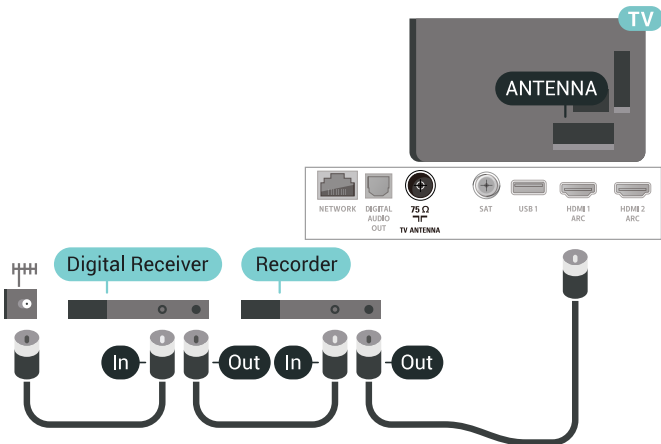 TV
ANTENNA
NETWORK
DIGITAL
AUDIO
OUT
75 Ω
TV ANTENNA
SAT
USB 1
HDMI 1
ARC
HDMI 2
ARC
Digital Receiver
Recorder
In
Out
In
Out